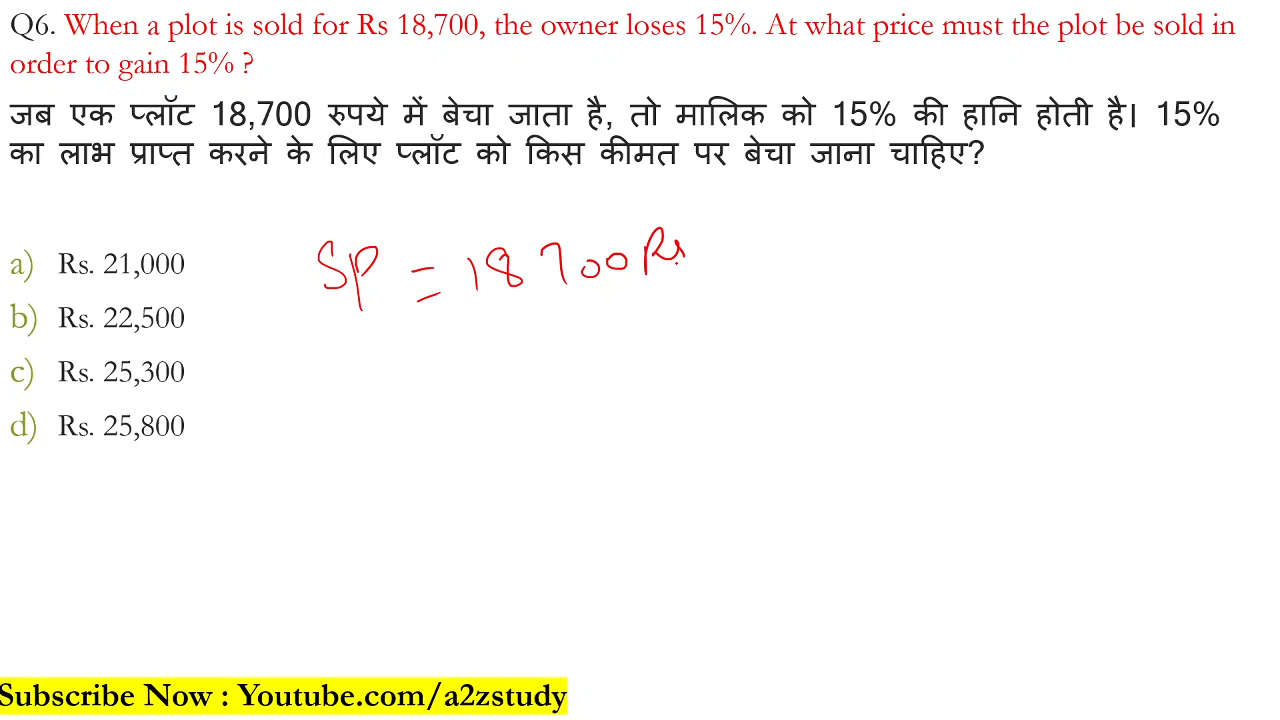 Q6. When a plot is sold for Rs 18,700, the owner loses 15%. At what price must the plot be sold in
order to gain 15% ?
जब एक प्लॉट 18,700 रुपये में बेचा जाता है, तो मालिक को 15% की हानि होती है। 15%
का लाभ प्राप्त करने के लिए प्लॉट को किस कीमत पर बेचा जाना चाहिए?
SP = 18700 Rs
a) Rs. 21,000
b) Rs. 22,500
c) Rs. 25,300
d) Rs. 25,800
Subscribe Now : Youtube.com/a2zstudy